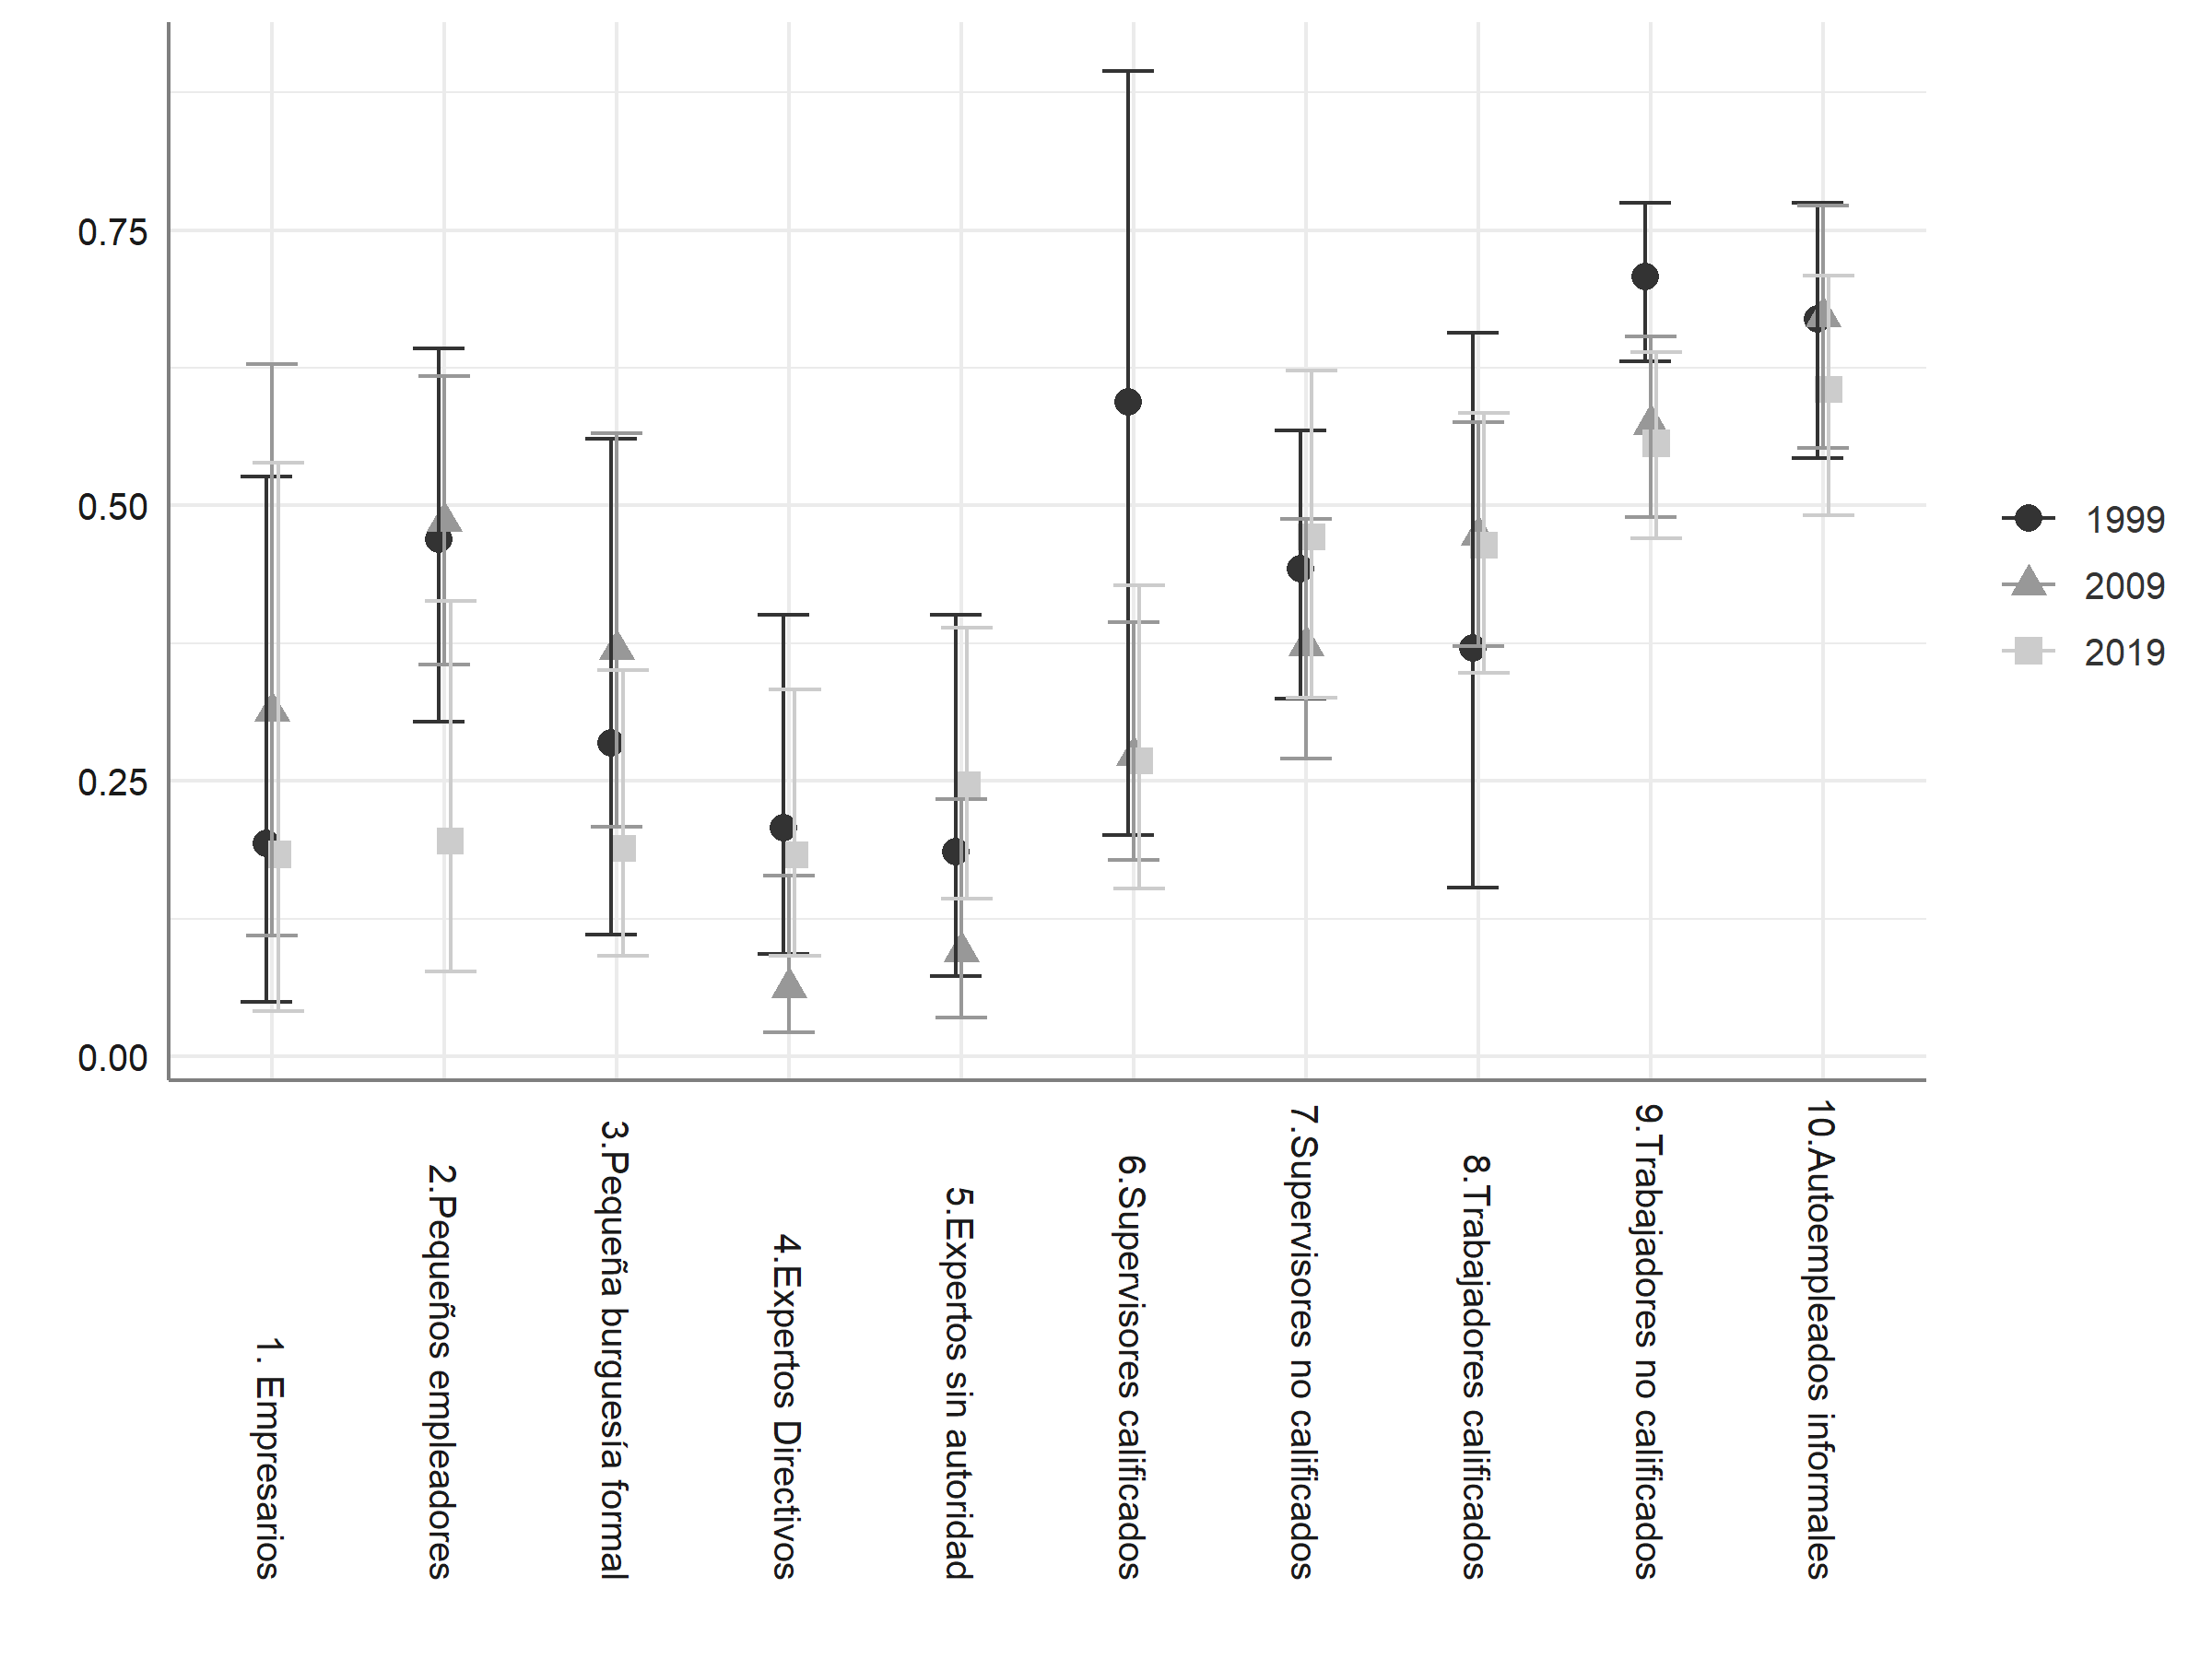 0.75
0.50
0.25
0.00
1. Empresarios
2.Pequeños empleadores
3.Pequeña burguesía formal
4.Expertos Directivos
5.Expertos sin autoridad
6.Supervisores calificados
7.Supervisores no calificados
8.Trabajadores calificados
9.Trabajadores no calificados
10.Autoempleados informales
1999
2009
2019